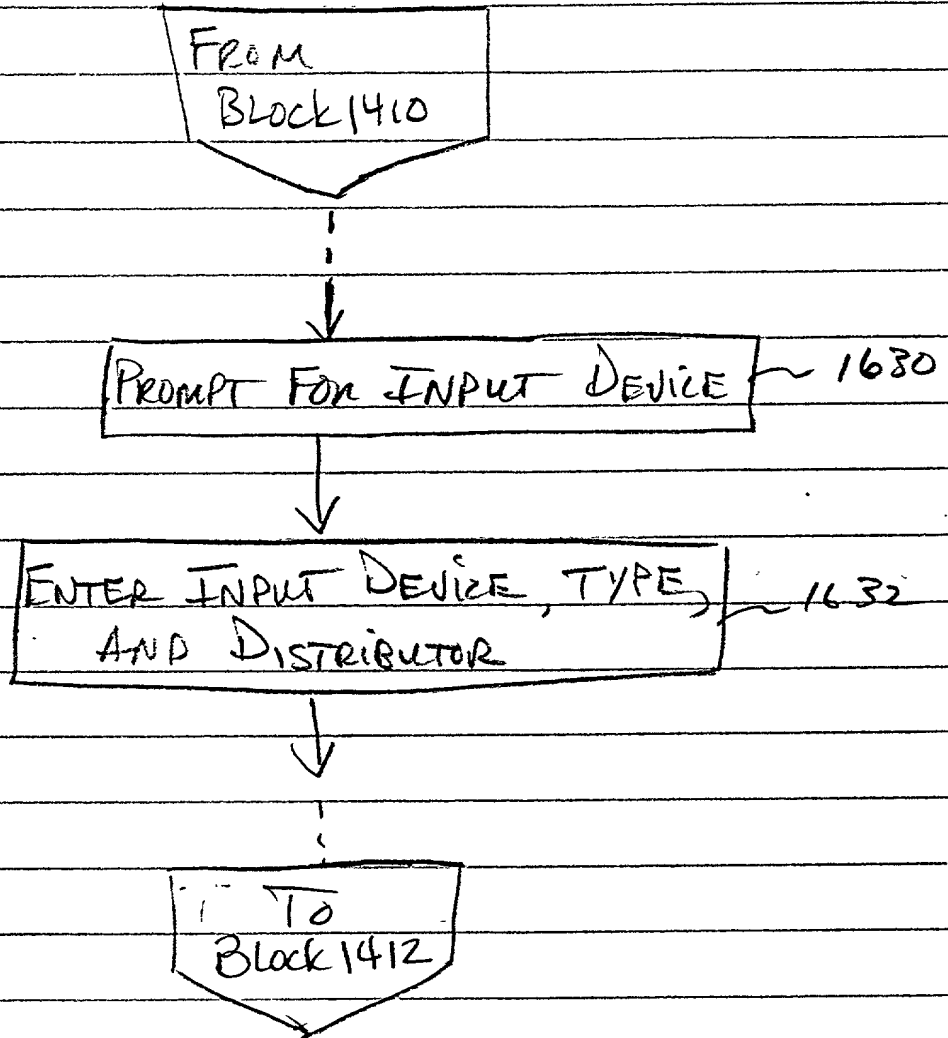 FROM
BLock 1410
PROMPT FOR INPUT DEVICE
1630
ENTER INPUT DEVICE, TYPE,
AND DISTRIBUTOR
1632
To
BLock 1412